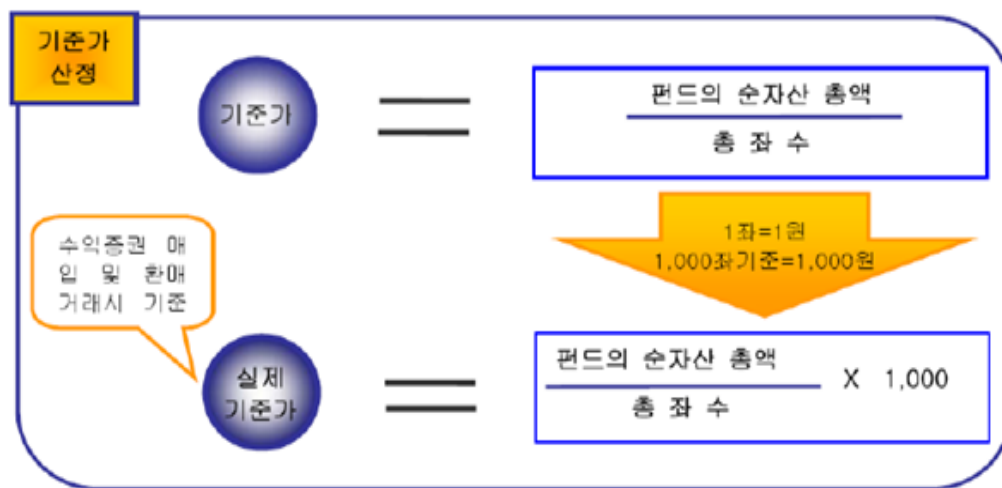 기준가
산정
기준가
펀드의 순자산 총액
총 좌 수
1좌=1원
1,000좌기준=1,000원
수익증권 매
입 및 환매
거래시 기준
실제
기준가
펀드의 순자산 총액
총 좌 수
X 1,000